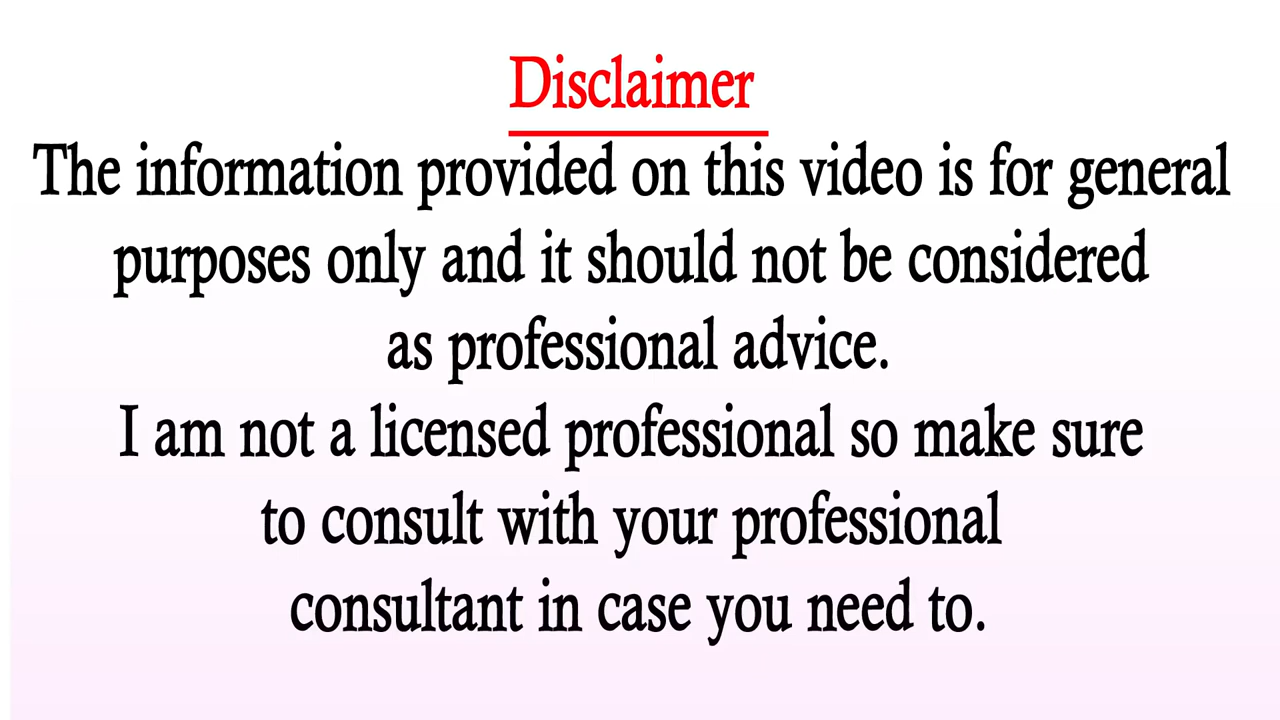 Disclaimer
The information provided on this video is for general
purposes only and it should not be considered
as professional advice.
I am not a licensed professional so make sure
to consult with your professional
consultant in case you need to.